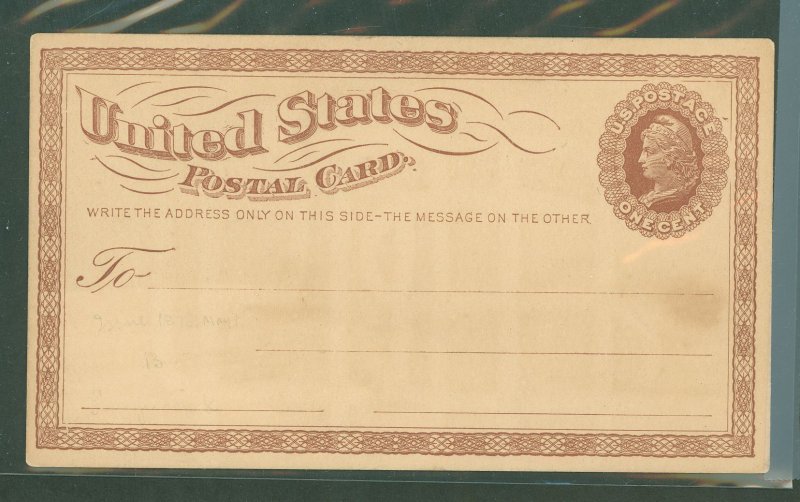 United States
POSTAL CARD.
U.S. POSTAGE
ONE CENT
WRITE THE ADDRESS ONLY ON THIS SIDE–THE MESSAGE ON THE OTHER
To